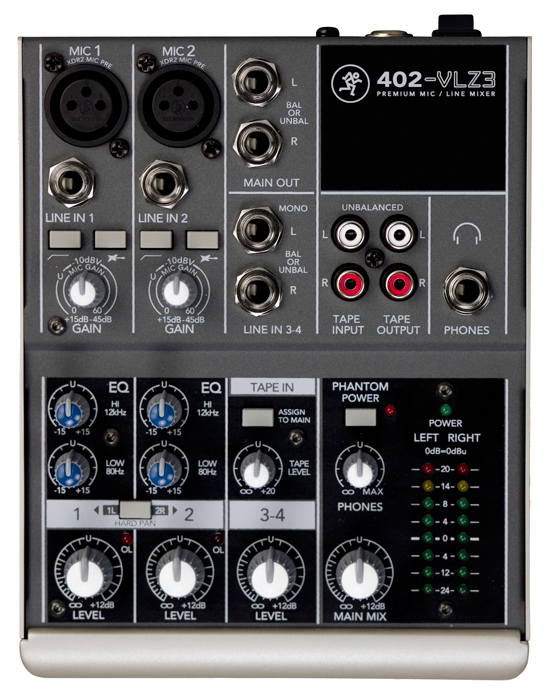 MIC 1
XDR2 MIC PRE
MIC 2
XDR2 MIC PRE
L
BAL
OR
UNBAL
R
MAIN OUT
402-VLZ3
PREMIUM MIC / LINE MIXER
LINE IN 1
LINE IN 2
MONO
L
BAL
OR
UNBAL
R
LINE IN 3-4
UNBALANCED
L
L
R
R
TAPE
INPUT
TAPE
OUTPUT
PHONES
U
-10dBV
MIC GAIN
0 60
+15dB -45dB
GAIN
U
-10dBV
MIC GAIN
0 60
+15dB -45dB
GAIN
U
EQ
HI
12kHz
-15 +15
U
LOW
80Hz
-15 +15
U
EQ
HI
12kHz
-15 +15
U
LOW
80Hz
-15 +15
TAPE IN
ASSIGN
TO MAIN
U
TAPE
LEVEL
∞ +20
PHANTOM
POWER
U
∞ MAX
PHONES
POWER
LEFT RIGHT
0dB=0dBu
20
14
8
4
0
4
12
24
1
1L
2R
2
HARD PAN
3-4
U
OL
∞ +12dB
LEVEL
U
OL
∞ +12dB
LEVEL
U
∞ +12dB
LEVEL
U
∞ +12dB
MAIN MIX